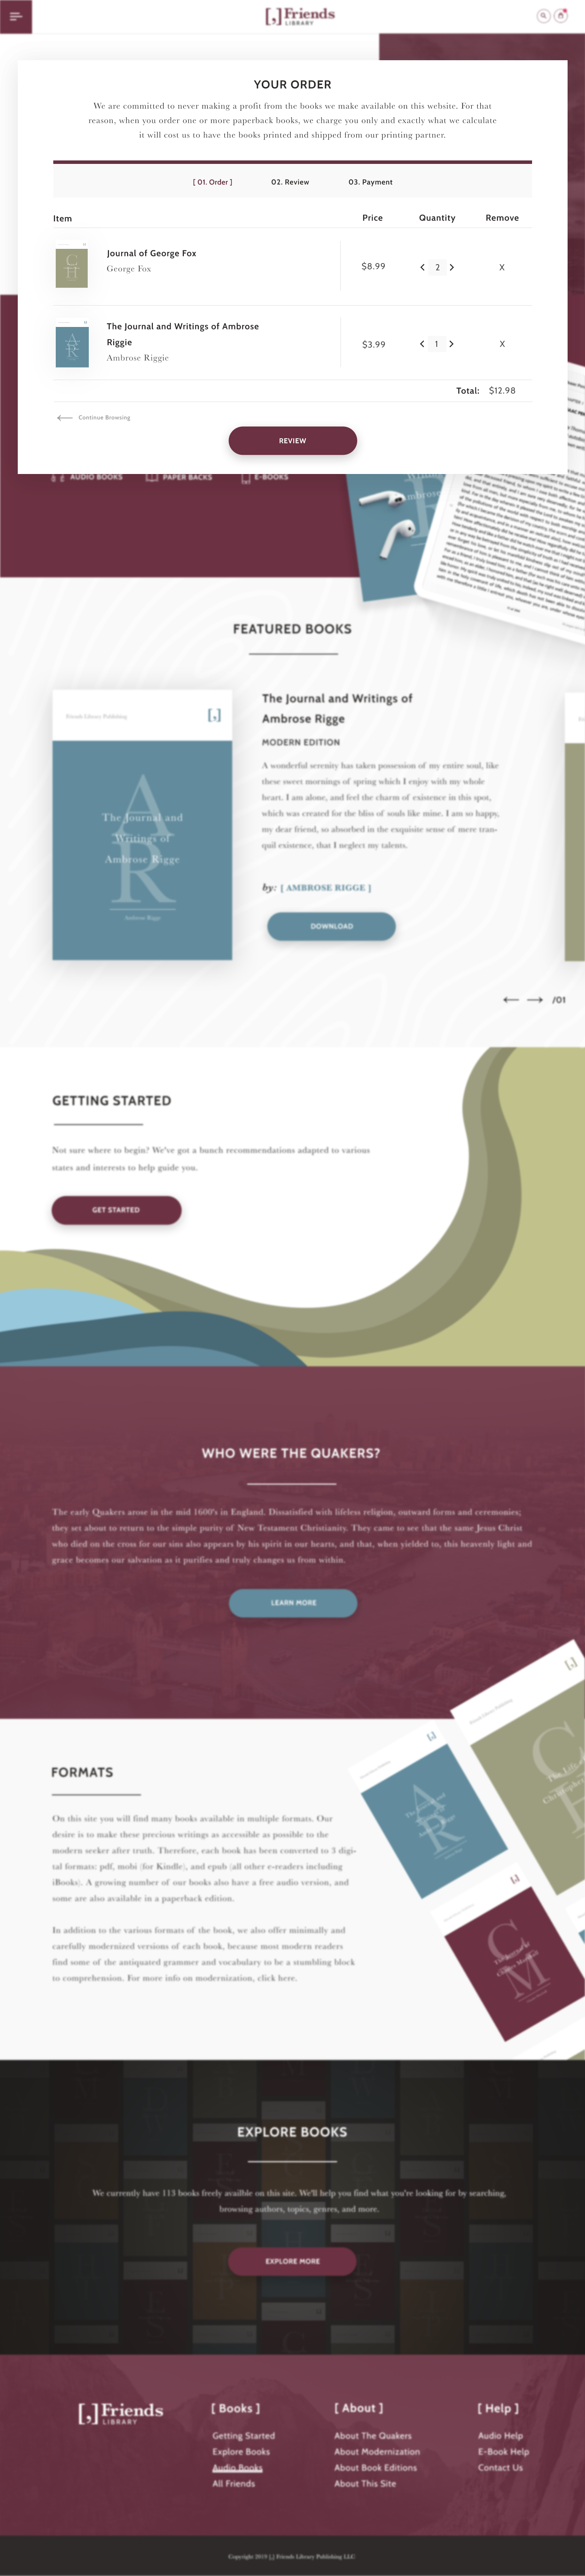 [,] Friends
LIBRARY
YOUR ORDER
We are committed to never making a profit from the books we make available on this website. For that
reason, when you order one or more paperback books, we charge you only and exactly what we calculate
it will cost us to have the books printed and shipped from our printing partner.
[ 01. Order ] 02. Review 03. Payment
Item Price Quantity Remove
Journal of George Fox
George Fox
$8.99 2 X
The Journal and Writings of Ambrose
Riggie
Ambrose Riggie
$3.99 1 X
Total: $12.98
Continue Browsing
REVIEW
AUDIO BOOKS PAPER BACKS E-BOOKS
FEATURED BOOKS
Friends Library Publishing [,]
The Journal and
Writings of
Ambrose Rigge
Ambrose Rigge
The Journal and Writings of
Ambrose Rigge
MODERN EDITION
A wonderful serenity has taken possession of my entire soul, like
these sweet mornings of spring which I enjoy with my whole
heart. I am alone, and feel the charm of existence in this spot,
which was created for the bliss of souls like mine. I am so happy,
my dear friend, so absorbed in the exquisite sense of mere tran-
quil existence, that I neglect my talents.
by: [ AMBROSE RIGGE ]
DOWNLOAD
/01
GETTING STARTED
Not sure where to begin? We've got a bunch recommendations adapted to various
states and interests to help guide you.
GET STARTED
WHO WERE THE QUAKERS?
The early Quakers arose in the mid 1600's in England. Dissatisfied with lifeless religion, outward forms and ceremonies;
they set about to return to the simple purity of New Testament Christianity. They came to see that the same Jesus Christ
who died on the cross for our sins also appears by his spirit in our hearts, and that, when yielded to, this heavenly light and
grace becomes our salvation as it purifies and truly changes us from within.
LEARN MORE
FORMATS
On this site you will find many books available in multiple formats. Our
desire is to make these precious writings as accessible as possible to the
modern seeker after truth. Therefore, each book has been converted to 3 digi-
tal formats: pdf, mobi (for Kindle), and epub (all other e-readers including
iBooks). A growing number of our books also have a free audio version, and
some are also available in a paperback edition.
In addition to the various formats of the book, we also offer minimally and
carefully modernized versions of each book, because most modern readers
find some of the antiquated grammer and vocabulary to be a stumbling block
to comprehension. For more info on modernization, click here.
EXPLORE BOOKS
We currently have 113 books freely availble on this site. We'll help you find what you're looking for by searching,
browsing authors, topics, genres, and more.
EXPLORE MORE
[,] Friends
LIBRARY
[ Books ] [ About ] [ Help ]
Getting Started About The Quakers Audio Help
Explore Books About Modernization E-Book Help
Audio Books About Book Editions Contact Us
All Friends About This Site
Copyright 2019 [,] Friends Library Publishing LLC